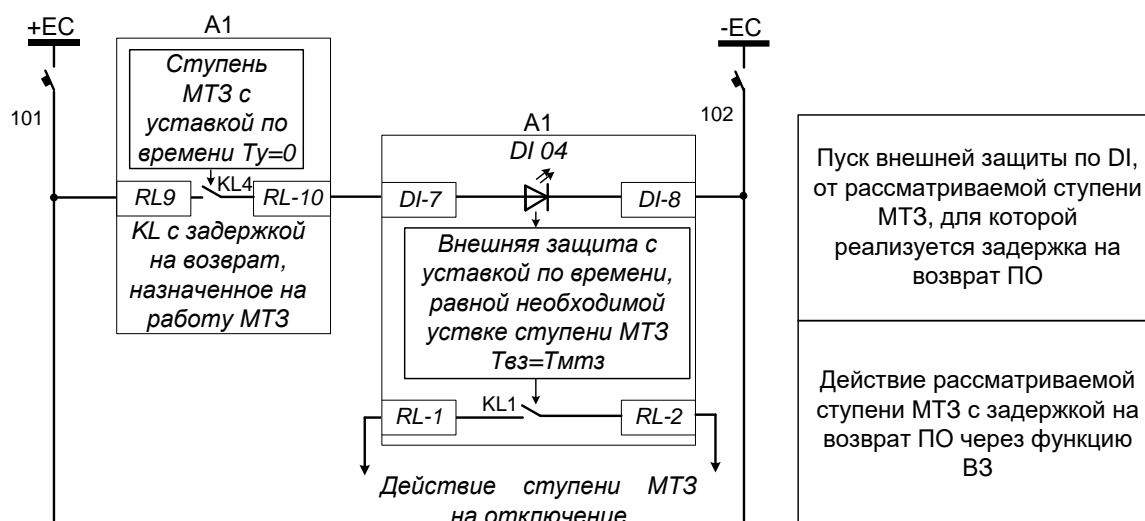 +EC
A1
-EC
Ступень
МТЗ с
уставкой по
времени Ту=0
101
102
A1
DI 04
RL9
KL4
RL-10
DI-7
DI-8
KL с задержкой
на возврат,
назначенное на
работу МТЗ
Внешняя защита с
уставкой по времени,
равной необходимой
уствке ступени МТЗ
Твз=Тмтз
RL-1
KL1
RL-2
Действие ступени МТЗ
на отключение
Пуск внешней защиты по DI,
от рассматриваемой ступени
МТЗ, для которой
реализуется задержка на
возврат ПО
Действие рассматриваемой
ступени МТЗ с задержкой на
возврат ПО через функцию
ВЗ